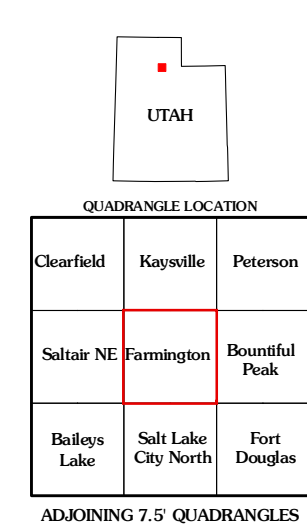 UTAH
QUADRANGLE LOCATION
Clearfield
Kaysville
Peterson
Saltair NE
Farmington
Bountiful
Peak
Baileys
Lake
Salt Lake
City North
Fort
Douglas
ADJOINING 7.5' QUADRANGLES